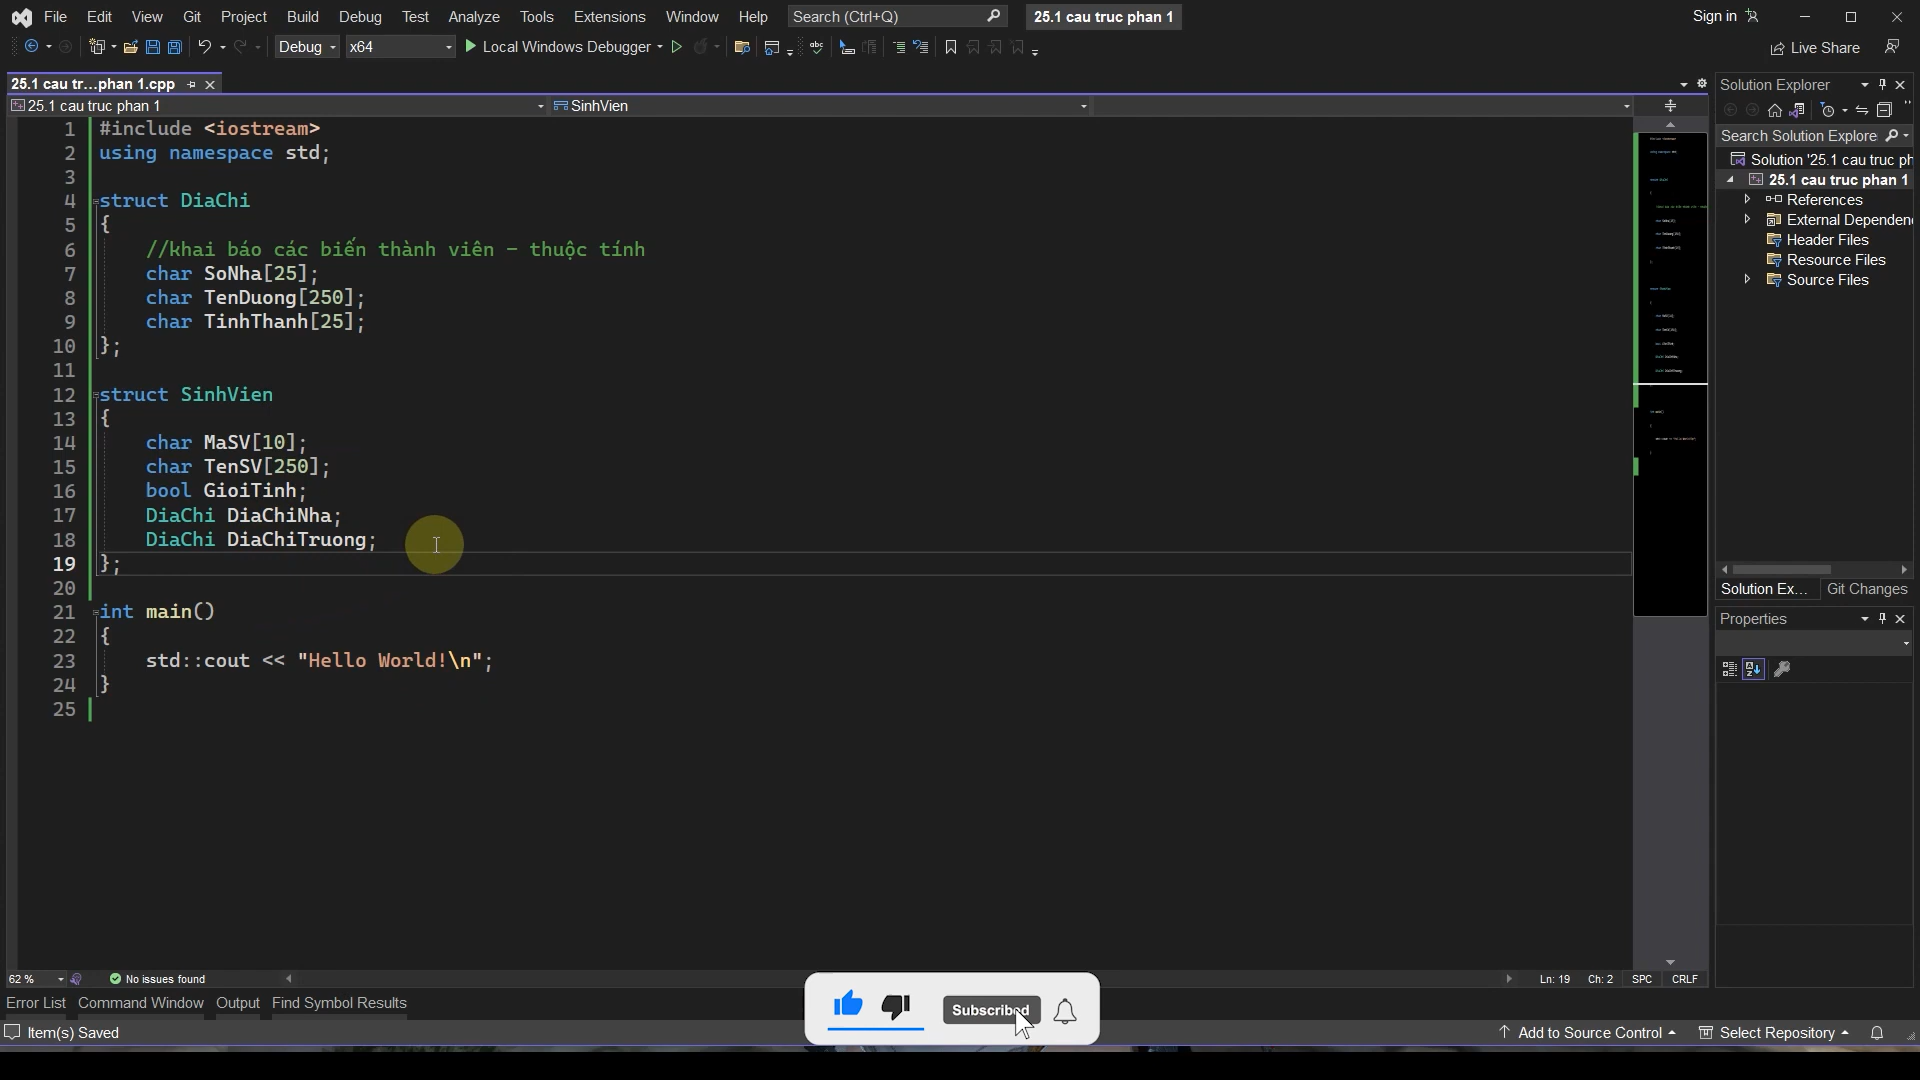 File Edit View Git Project Build Debug Test Analyze Tools Extensions Window Help Search (Ctrl+Q) 25.1 cau truc phan 1 Sign in
Debug x64 Local Windows Debugger Live Share
25.1 cau tr...phan 1.cpp
25.1 cau truc phan 1 SinhVien
1 #include <iostream>
2 using namespace std;
3
4 struct DiaChi
5 {
6 //khai báo các biến thành viên - thuộc tính
7 char SoNha[25];
8 char TenDuong[250];
9 char TinhThanh[25];
10 };
11
12 struct SinhVien
13 {
14 char MaSV[10];
15 char TenSV[250];
16 bool GioiTinh;
17 DiaChi DiaChiNha;
18 DiaChi DiaChiTruong;
19 };
20
21 int main()
22 {
23 std::cout << "Hello World!\n";
24 }
25
62 % No issues found Ln: 19 Ch: 2 SPC CRLF
Error List Command Window Output Find Symbol Results
Item(s) Saved Add to Source Control Select Repository
Subscribed
Solution Explorer
Search Solution Explore
Solution '25.1 cau truc ph
25.1 cau truc phan 1
References
External Dependen
Header Files
Resource Files
Source Files
Solution Ex... Git Changes
Properties